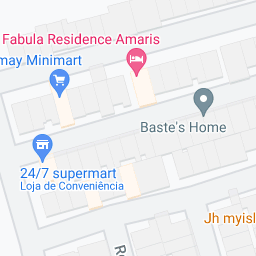 Fabula Residence Amaris
may Minimart
Baste's Home
24/7 supermart
Loja de Conveniência
Jh myisl